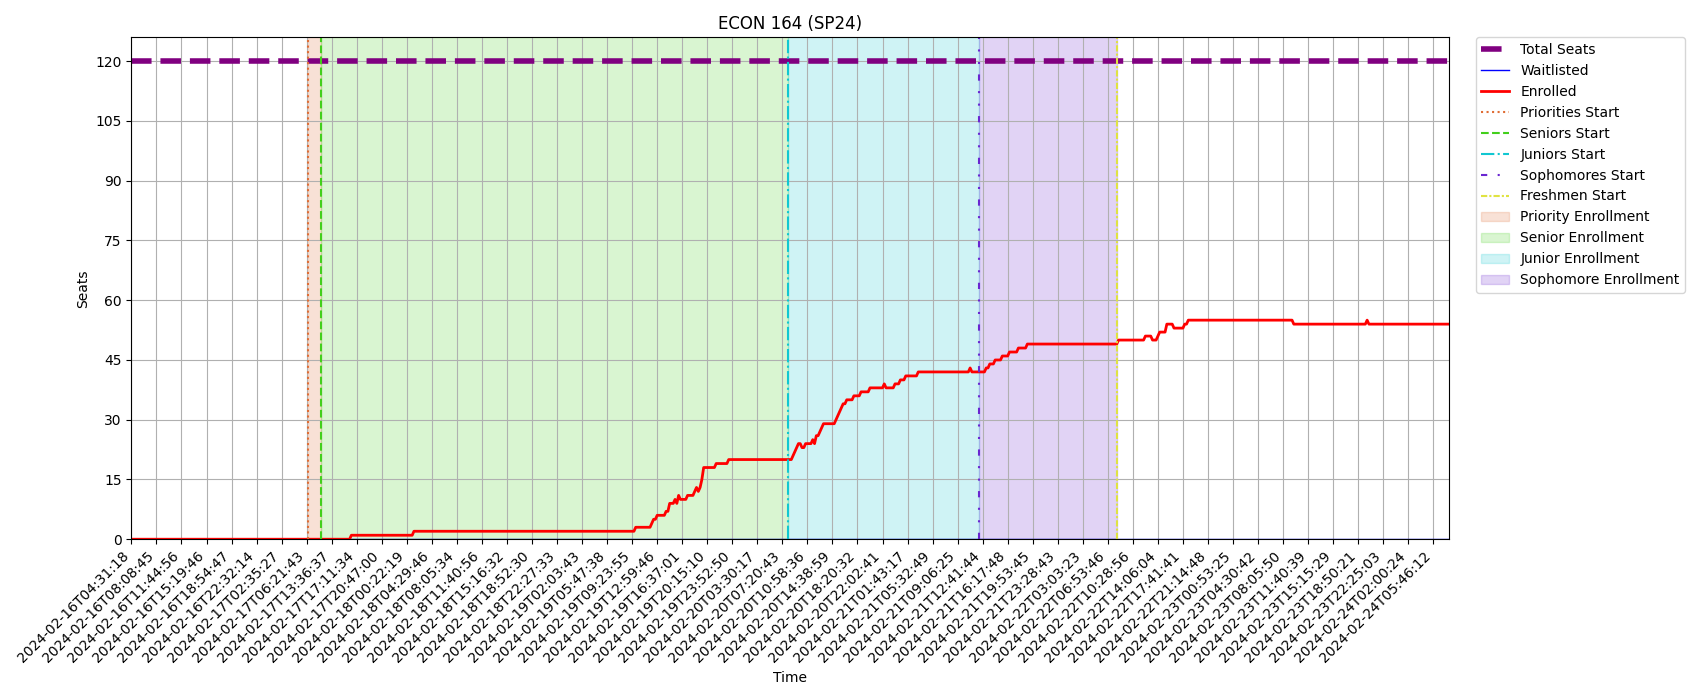 ECON 164 (SP24)
Seats
120
105
90
75
60
45
30
15
0
2024-02-16T04:31:18
2024-02-16T08:08:45
2024-02-16T11:44:56
2024-02-16T15:19:46
2024-02-16T18:54:47
2024-02-16T22:32:14
2024-02-17T02:35:27
2024-02-17T06:21:43
2024-02-17T13:36:37
2024-02-17T17:11:34
2024-02-17T20:47:00
2024-02-18T00:22:19
2024-02-18T04:29:46
2024-02-18T08:05:34
2024-02-18T11:40:56
2024-02-18T15:16:32
2024-02-18T18:52:30
2024-02-18T22:27:33
2024-02-19T02:03:43
2024-02-19T05:47:38
2024-02-19T09:23:55
2024-02-19T12:59:46
2024-02-19T16:37:01
2024-02-19T20:15:10
2024-02-19T23:52:50
2024-02-20T03:30:17
2024-02-20T07:20:43
2024-02-20T10:58:36
2024-02-20T14:38:59
2024-02-20T18:20:32
2024-02-20T22:02:41
2024-02-21T01:43:17
2024-02-21T05:32:49
2024-02-21T09:06:25
2024-02-21T12:41:44
2024-02-21T16:17:48
2024-02-21T19:53:45
2024-02-21T23:28:43
2024-02-22T03:03:23
2024-02-22T06:53:46
2024-02-22T10:28:56
2024-02-22T14:06:04
2024-02-22T17:41:41
2024-02-22T21:14:48
2024-02-23T00:53:25
2024-02-23T04:30:42
2024-02-23T08:05:50
2024-02-23T11:40:39
2024-02-23T15:15:29
2024-02-23T18:50:21
2024-02-23T22:25:03
2024-02-24T02:00:24
2024-02-24T05:46:12
Time
Total Seats
Waitlisted
Enrolled
Priorities Start
Seniors Start
Juniors Start
Sophomores Start
Freshmen Start
Priority Enrollment
Senior Enrollment
Junior Enrollment
Sophomore Enrollment